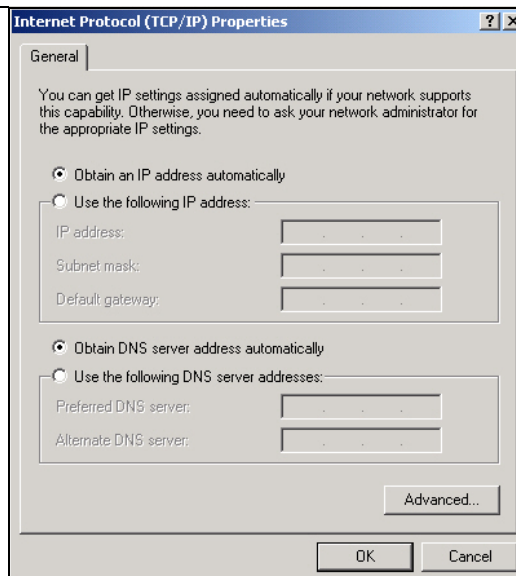 Internet Protocol (TCP/IP) Properties
General
You can get IP settings assigned automatically if your network supports
this capability. Otherwise, you need to ask your network administrator for
the appropriate IP settings.
Obtain an IP address automatically
Use the following IP address:
IP address:
Subnet mask:
Default gateway:
Obtain DNS server address automatically
Use the following DNS server addresses:
Preferred DNS server:
Alternate DNS server:
Advanced...
OK Cancel